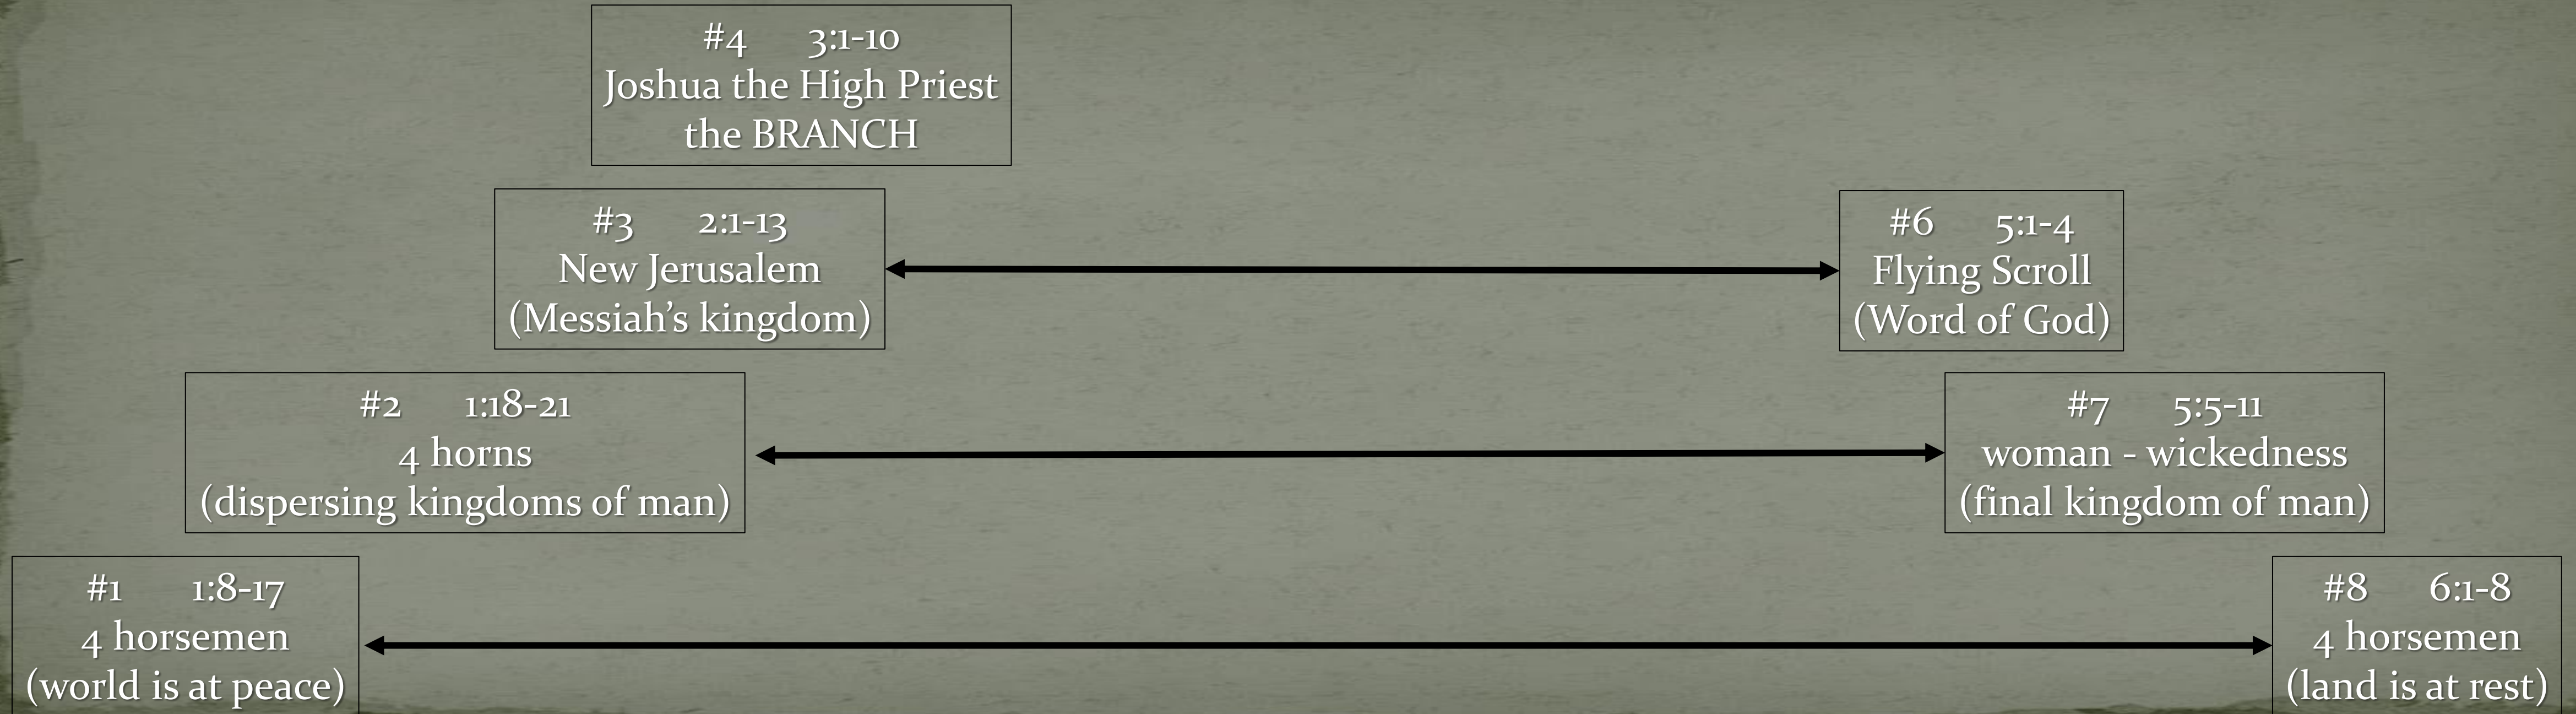 #4 3:1-10
Joshua the High Priest
the BRANCH
#3 2:1-13
New Jerusalem
(Messiah’s kingdom)
#6 5:1-4
Flying Scroll
(Word of God)
#2 1:18-21
4 horns
(dispersing kingdoms of man)
#7 5:5-11
woman - wickedness
(final kingdom of man)
#1 1:8-17
4 horsemen
(world is at peace)
#8 6:1-8
4 horsemen
(land is at rest)